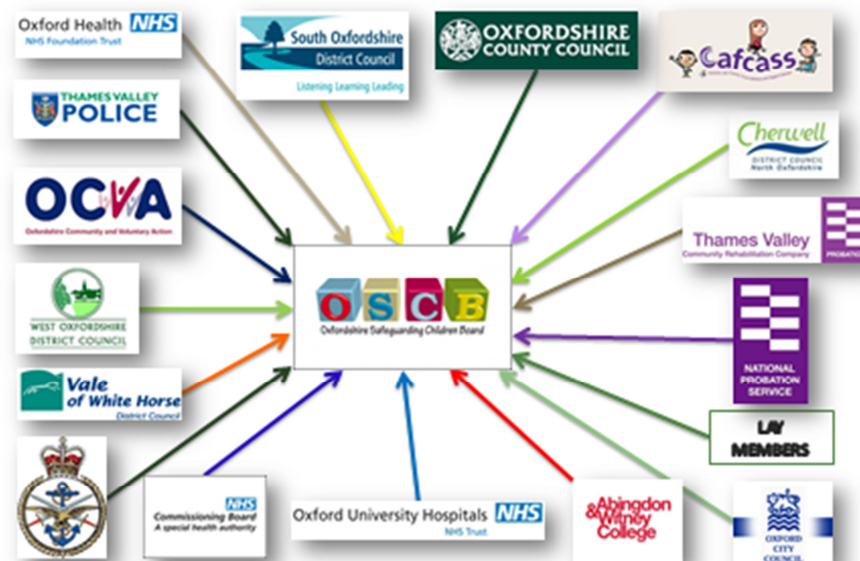 Oxford Health NHS
NHS Foundation Trust
South Oxfordshire
District Council
Listening Learning Leading
OXFORDSHIRE
COUNTY COUNCIL
Cafcass
THAMES VALLEY
POLICE
Cherwell
DISTRICT COUNCIL
North Oxfordshire
OCVA
Oxfordshire Community and Voluntary Action
Thames Valley
Community Rehabilitation Company
OSCB
Oxfordshire Safeguarding Children Board
WEST OXFORDSHIRE
DISTRICT COUNCIL
NATIONAL
PROBATION
SERVICE
Vale
of White Horse
District Council
LAY
MEMBERS
NHS
Commissioning Board
A special health authority
Oxford University Hospitals NHS
NHS Trust
Abingdon
&Witney
College
OXFORD
CITY
COUNCIL